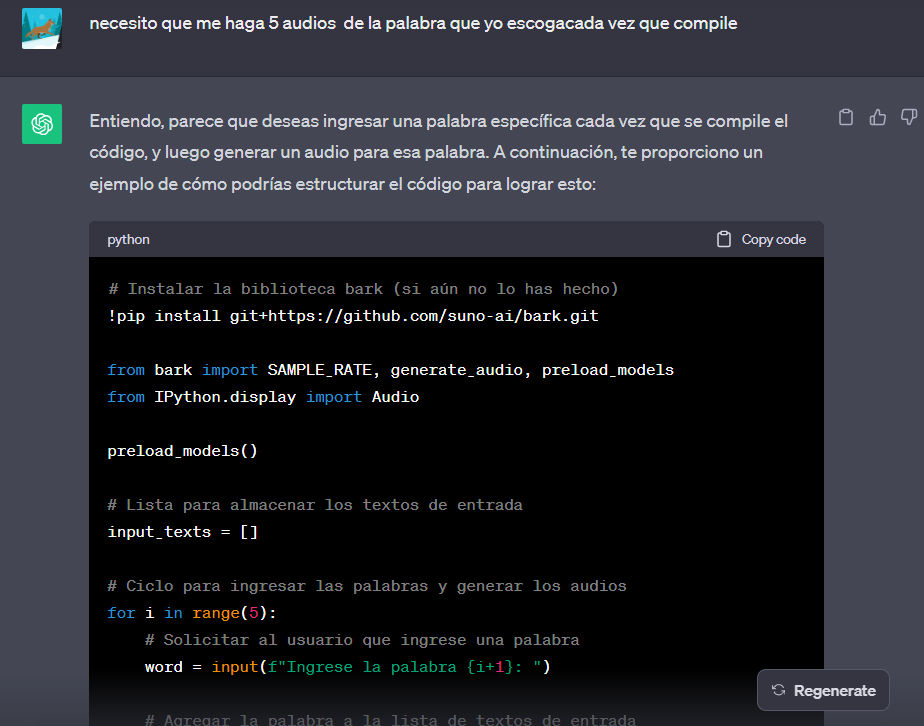 necesito que me haga 5 audios  de la palabra que yo escogacada vez que compile
Entiendo, parece que deseas ingresar una palabra específica cada vez que se compile el
código, y luego generar un audio para esa palabra. A continuación, te proporciono un
ejemplo de cómo podrías estructurar el código para lograr esto:
python
Copy code
# Instalar la biblioteca bark (si aún no lo has hecho)
!pip install git+https://github.com/suno-ai/bark.git
from bark import SAMPLE_RATE, generate_audio, preload_models
from IPython.display import Audio
preload_models()
# Lista para almacenar los textos de entrada
input_texts = []
# Ciclo para ingresar las palabras y generar los audios
for i in range(5):
    # Solicitar al usuario que ingrese una palabra
    word = input(f"Ingrese la palabra {i+1}: ")
Regenerate
    # Agregar la palabra a la lista de textos de entrada